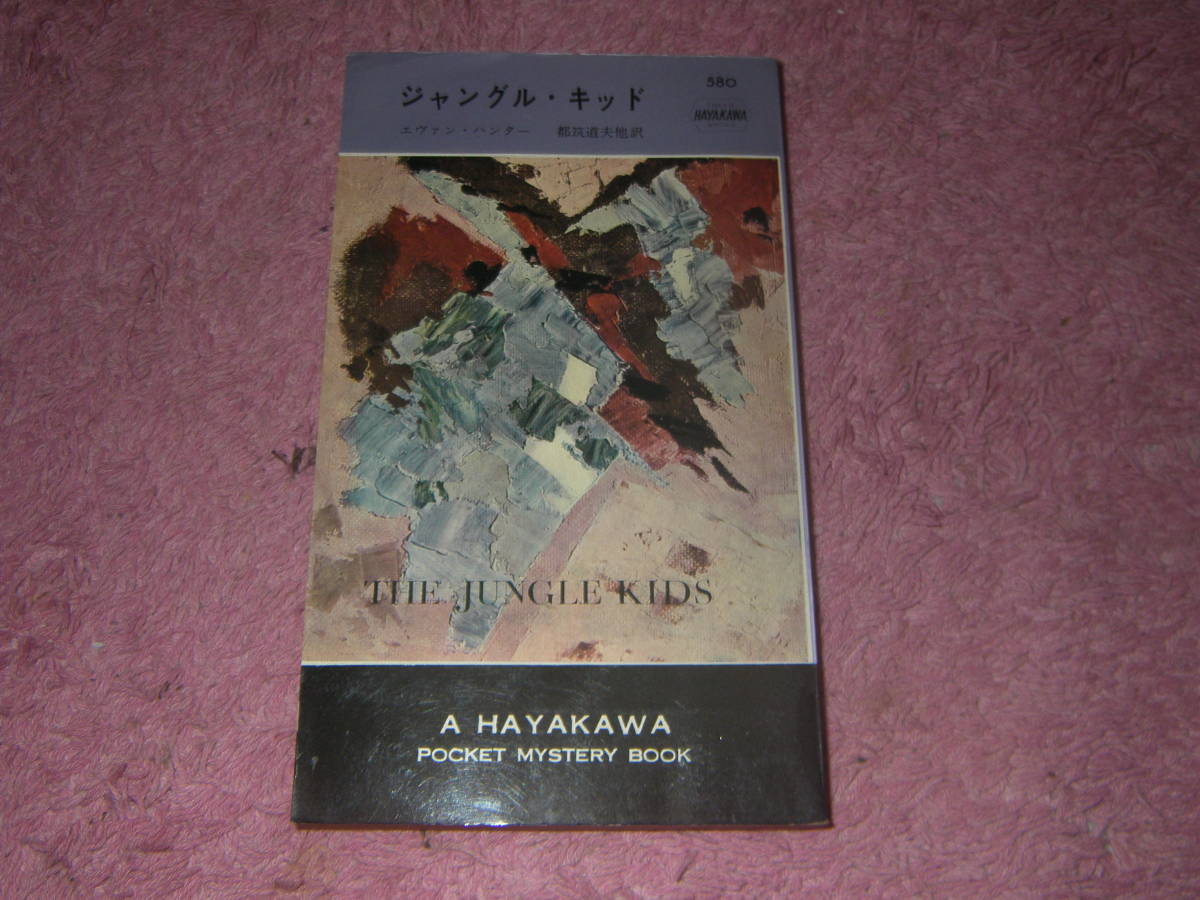 ジャングル・キッド
580
エヴァン・ハンター 都筑道夫他訳
HAYAKAWA
THE JUNGLE KIDS
A HAYAKAWA
POCKET MYSTERY BOOK